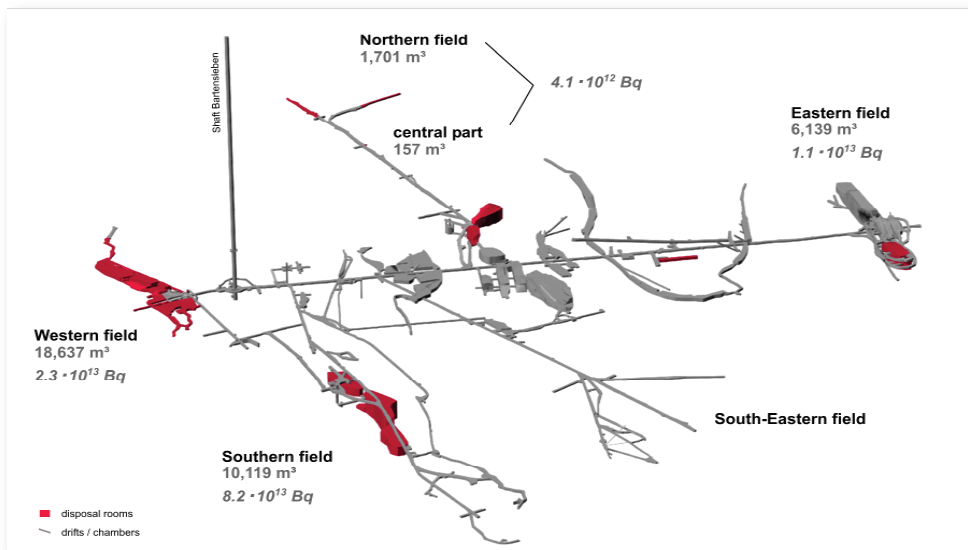 Northern field
1,701 m³
4.1 · 10¹² Bq
central part
157 m³
Shaft Bartensleben
Eastern field
6,139 m³
1.1 · 10¹³ Bq
Western field
18,637 m³
2.3 · 10¹³ Bq
South-Eastern field
Southern field
10,119 m³
8.2 · 10¹³ Bq
disposal rooms
drifts / chambers